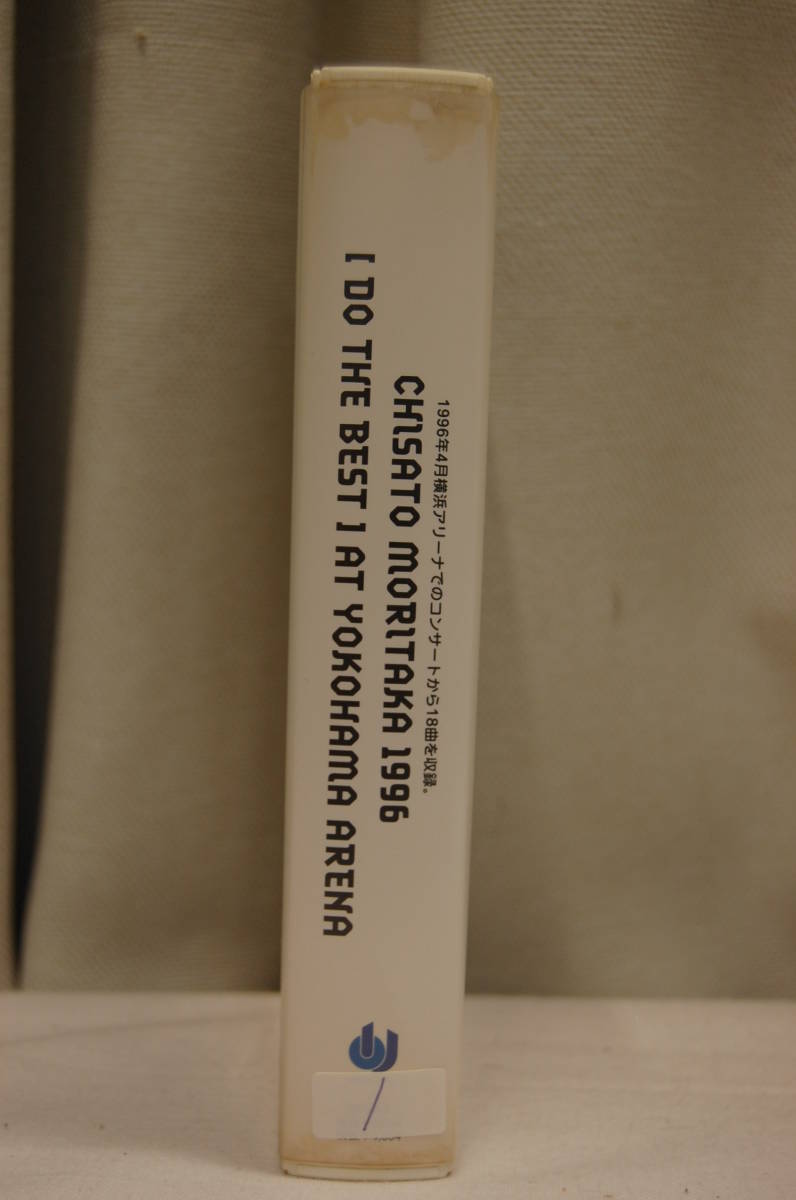 1996年4月横浜アリーナでのコンサートから18曲を収録。
CHISATO MORITAKA 1996
[ DO THE BEST ] AT YOKOHAMA ARENA